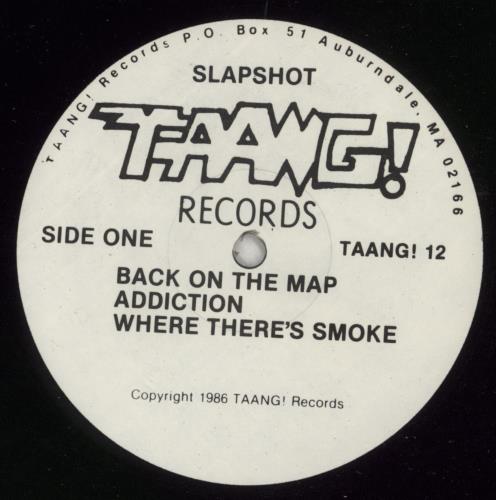 TAANG! Records P.O. Box 51 Auburndale, MA 02166
SLAPSHOT
TAANG!
RECORDS
SIDE ONE
TAANG! 12
BACK ON THE MAP
ADDICTION
WHERE THERE'S SMOKE
Copyright 1986 TAANG! Records